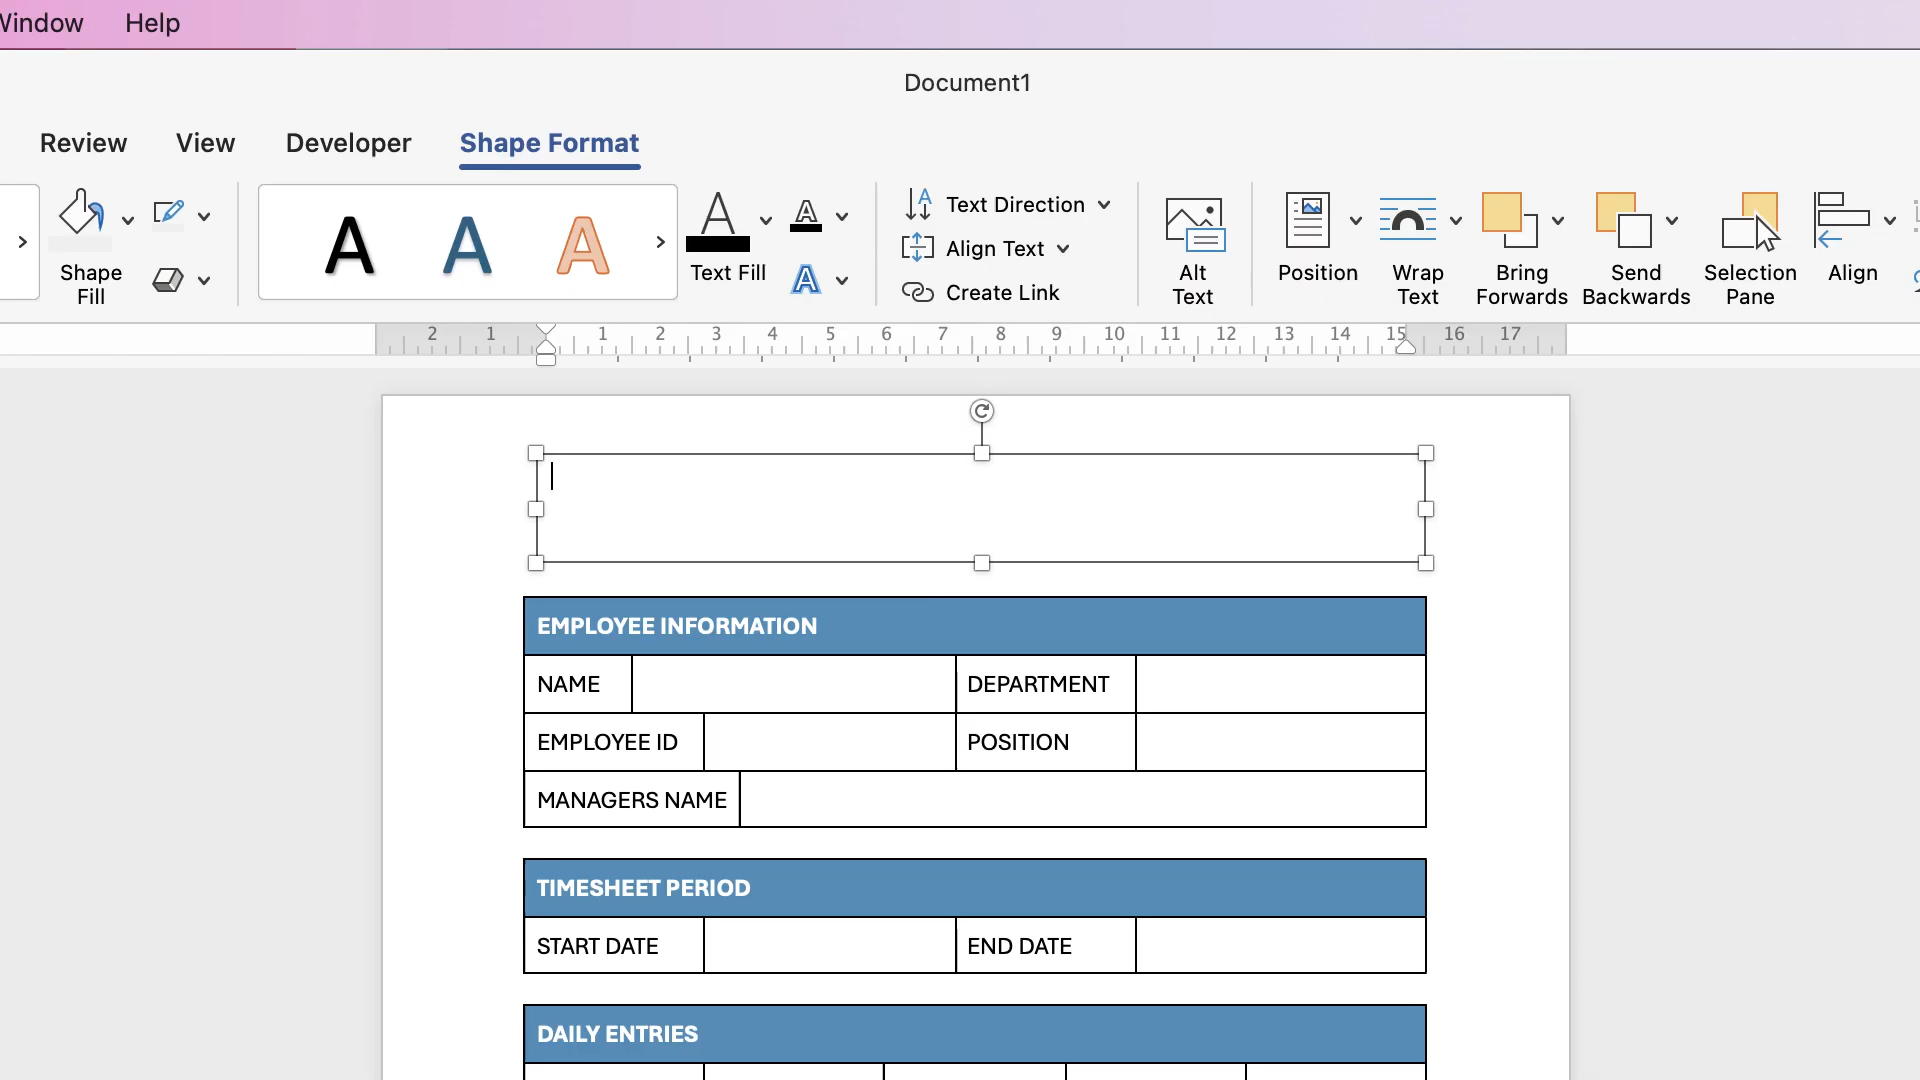 Window Help
Document1
Review View Developer Shape Format
Shape Fill
A A A
Text Fill
Text Direction
Align Text
Create Link
Alt Text
Position
Wrap Text
Bring Forwards
Send Backwards
Selection Pane
Align
2 1 1 2 3 4 5 6 7 8 9 10 11 12 13 14 15 16 17
EMPLOYEE INFORMATION
NAME DEPARTMENT
EMPLOYEE ID POSITION
MANAGERS NAME
TIMESHEET PERIOD
START DATE END DATE
DAILY ENTRIES